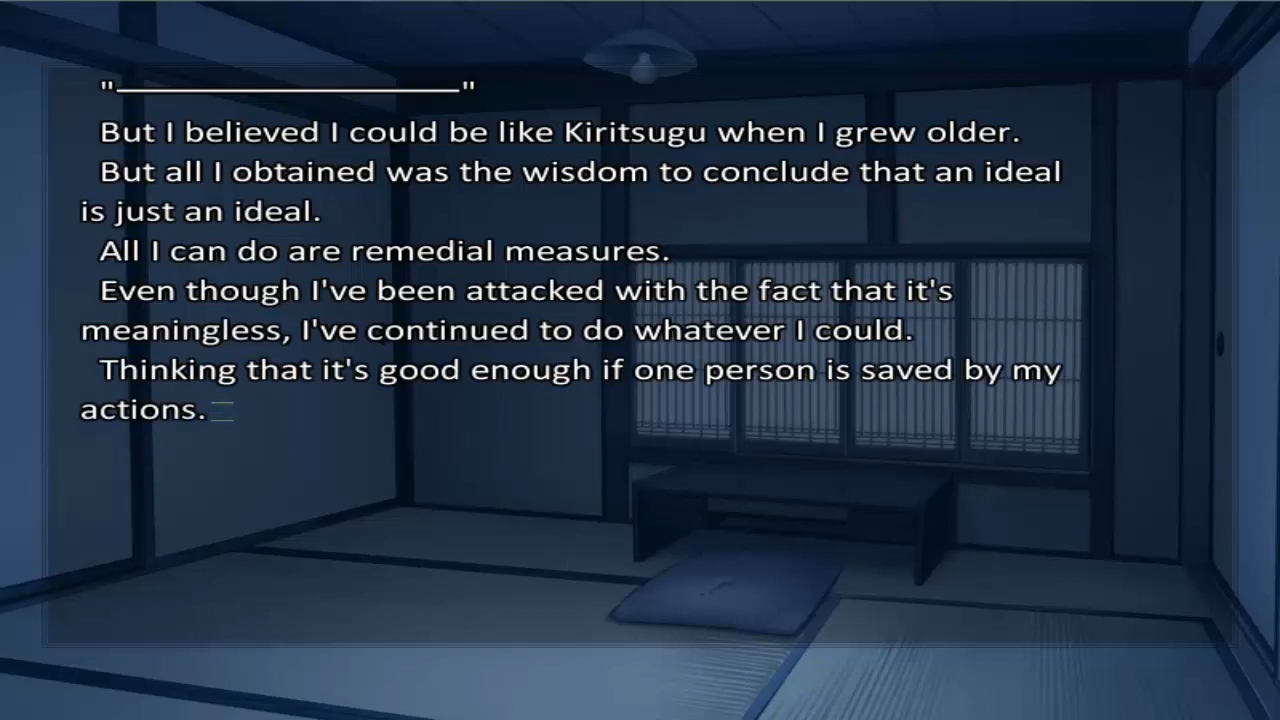 "―――――――――――――――――"
But I believed I could be like Kiritsugu when I grew older.
But all I obtained was the wisdom to conclude that an ideal
is just an ideal.
All I can do are remedial measures.
Even though I've been attacked with the fact that it's
meaningless, I've continued to do whatever I could.
Thinking that it's good enough if one person is saved by my
actions.